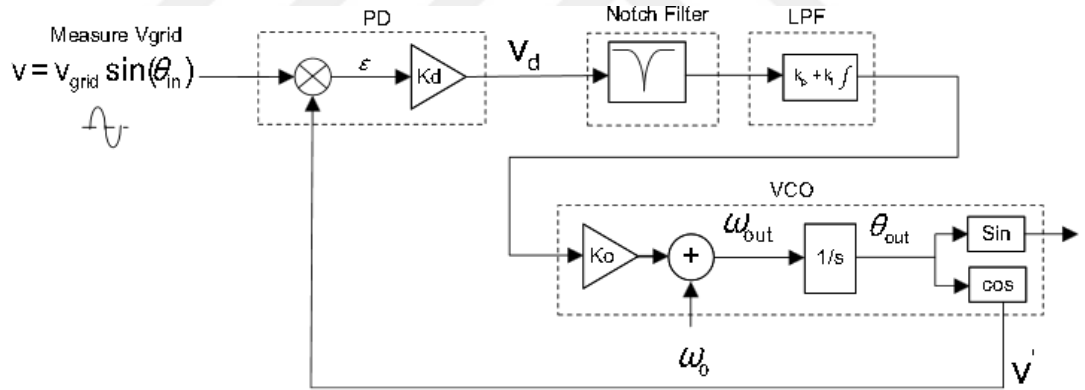 PD
Notch Filter
LPF
Measure Vgrid
v = v_grid sin(θ_in)
ε
Kd
v_d
k_p + k_i ∫
VCO
Ko
+
ω_out
1/s
θ_out
Sin
cos
ω_o
v'